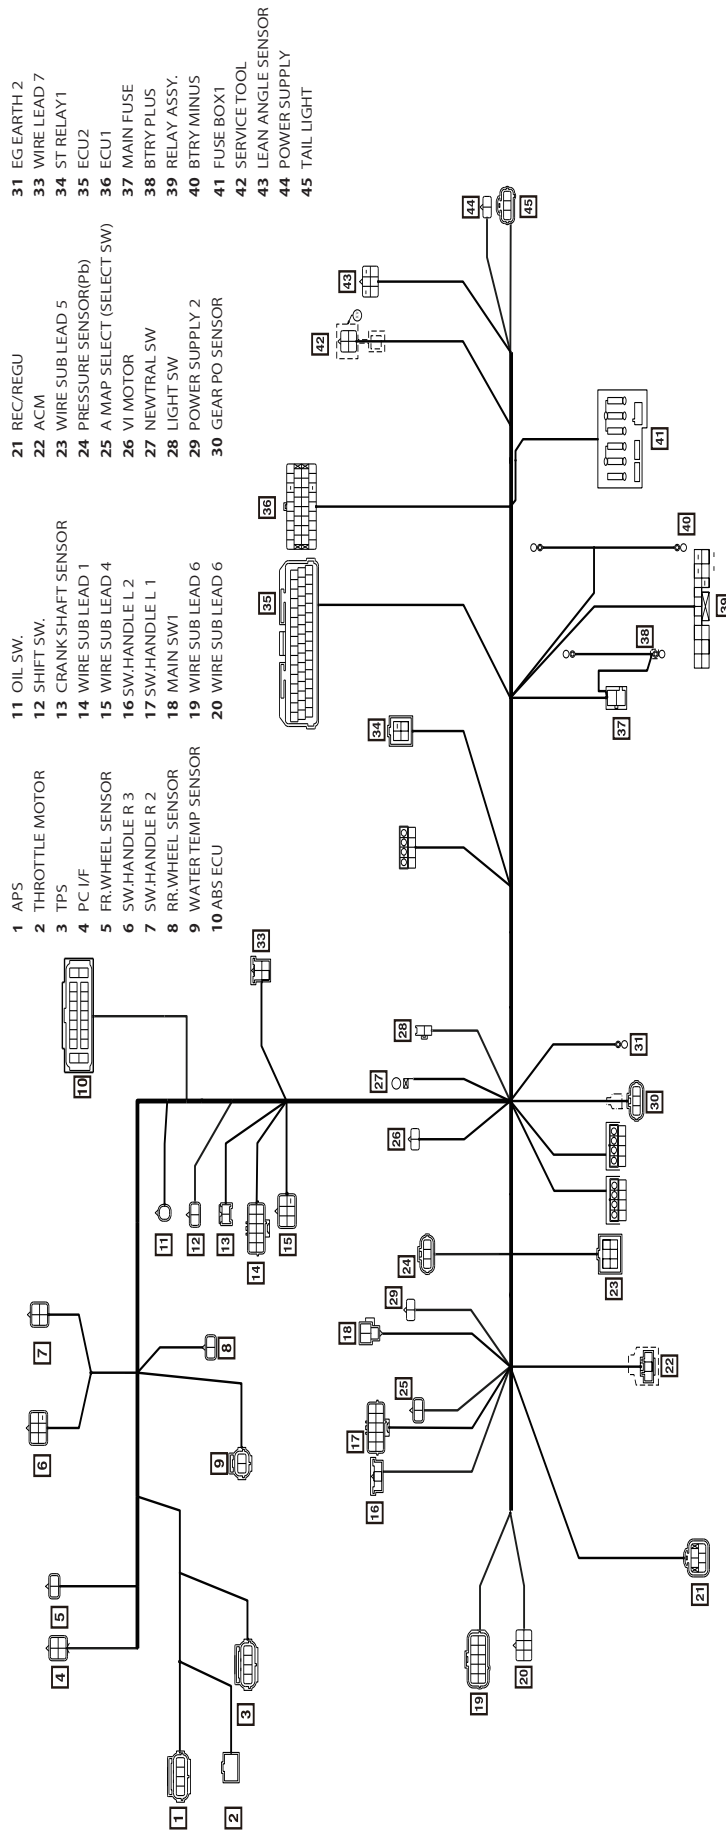 1 APS
2 THROTTLE MOTOR
3 TPS
4 PC I/F
5 FR.WHEEL SENSOR
6 SW.HANDLE R 3
7 SW.HANDLE R 2
8 RR.WHEEL SENSOR
9 WATER TEMP SENSOR
10 ABS ECU
11 OIL SW.
12 SHIFT SW.
13 CRANK SHAFT SENSOR
14 WIRE SUB LEAD 1
15 WIRE SUB LEAD 4
16 SW.HANDLE L 2
17 SW.HANDLE L 1
18 MAIN SW1
19 WIRE SUB LEAD 6
20 WIRE SUB LEAD 6
21 REC/REGU
22 ACM
23 WIRE SUB LEAD 5
24 PRESSURE SENSOR(Pb)
25 A MAP SELECT (SELECT SW)
26 VI MOTOR
27 NEWTRAL SW
28 LIGHT SW
29 POWER SUPPLY 2
30 GEAR PO SENSOR
31 EG EARTH 2
33 WIRE LEAD 7
34 ST RELAY1
35 ECU2
36 ECU1
37 MAIN FUSE
38 BTRY PLUS
39 RELAY ASSY.
40 BTRY MINUS
41 FUSE BOX1
42 SERVICE TOOL
43 LEAN ANGLE SENSOR
44 POWER SUPPLY
45 TAIL LIGHT
1
2
3
4
5
6
7
8
9
10
11
12
13
14
15
33
16
17
25
18
29
24
26
27
28
34
35
36
42
43
44
45
19
20
21
22
23
30
31
37
38
39
40
41